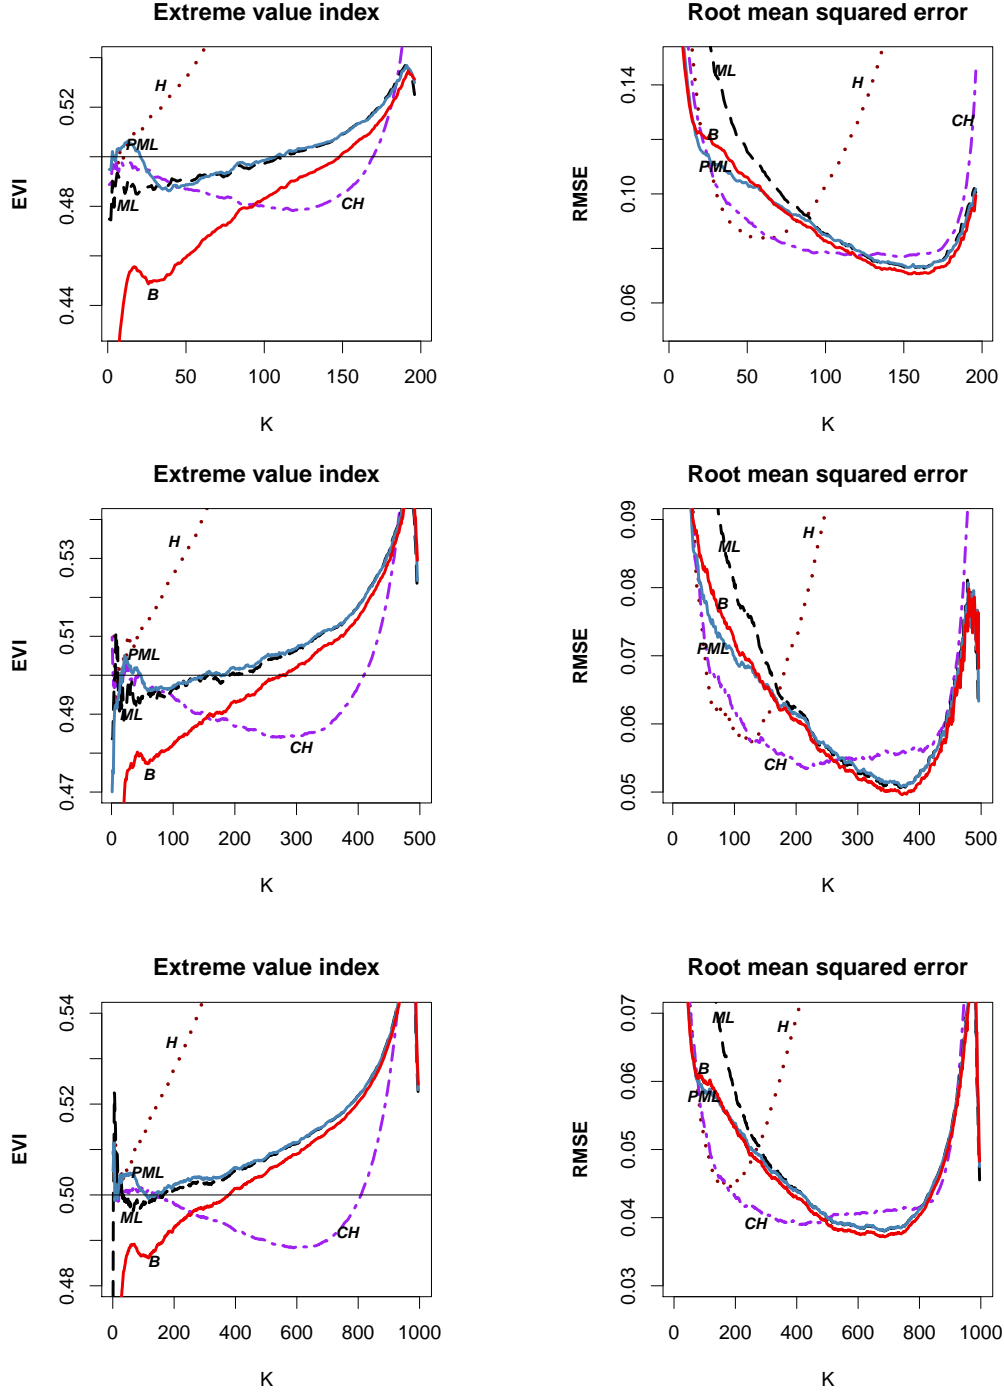 Extreme value index
Root mean squared error
EVI
0.44 0.48 0.52
H
PML
ML
CH
B
0 50 100 150 200
K
RMSE
0.06 0.10 0.14
ML
H
CH
B
PML
0 50 100 150 200
K
Extreme value index
Root mean squared error
EVI
0.47 0.49 0.51 0.53
H
PML
ML
CH
B
0 100 200 300 400 500
K
RMSE
0.05 0.06 0.07 0.08 0.09
H
ML
B
PML
CH
0 100 200 300 400 500
K
Extreme value index
Root mean squared error
EVI
0.48 0.50 0.52 0.54
H
PML
ML
CH
B
0 200 400 600 800 1000
K
RMSE
0.03 0.04 0.05 0.06 0.07
ML
H
B
PML
CH
0 200 400 600 800 1000
K